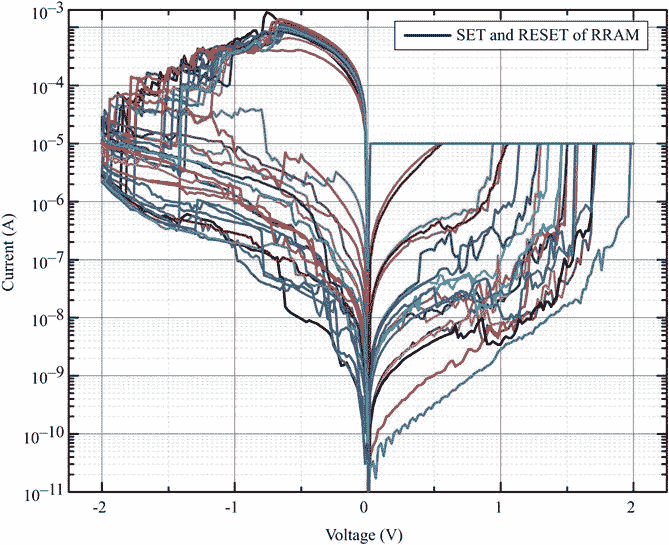 10⁻³
SET and RESET of RRAM
10⁻⁴
10⁻⁵
10⁻⁶
10⁻⁷
10⁻⁸
10⁻⁹
10⁻¹⁰
10⁻¹¹
Current (A)
-2 -1 0 1 2
Voltage (V)